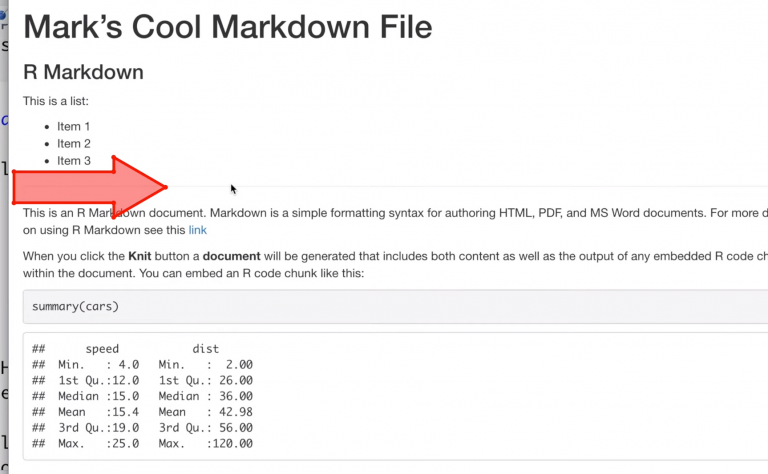 Mark's Cool Markdown File
R Markdown
This is a list:
• Item 1
• Item 2
• Item 3
This is an R Markdown document. Markdown is a simple formatting syntax for authoring HTML, PDF, and MS Word documents. For more d
on using R Markdown see this link
When you click the Knit button a document will be generated that includes both content as well as the output of any embedded R code ch
within the document. You can embed an R code chunk like this:
summary(cars)
##      speed           dist
##  Min.   : 4.0   Min.   :  2.00
##  1st Qu.:12.0   1st Qu.: 26.00
##  Median :15.0   Median : 36.00
##  Mean   :15.4   Mean   : 42.98
##  3rd Qu.:19.0   3rd Qu.: 56.00
##  Max.   :25.0   Max.   :120.00